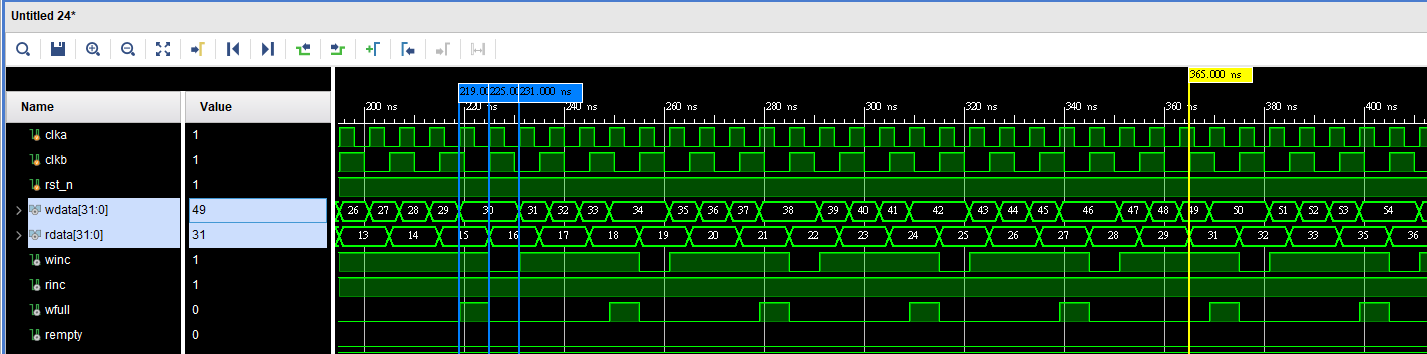 Untitled 24*
365.000 ns
219.00 225.00 231.000 ns
200 ns 220 ns 240 ns 260 ns 280 ns 300 ns 320 ns 340 ns 360 ns 380 ns 400 ns
Name Value
clka 1
clkb 1
rst_n 1
wdata[31:0] 49 26 27 28 29 30 31 32 33 34 35 36 37 38 39 40 41 42 43 44 45 46 47 48 49 50 51 52 53 54
rdata[31:0] 31 13 14 15 16 17 18 19 20 21 22 23 24 25 26 27 28 29 31 32 33 34 35 36
winc 1
rinc 1
wfull 0
rempty 0